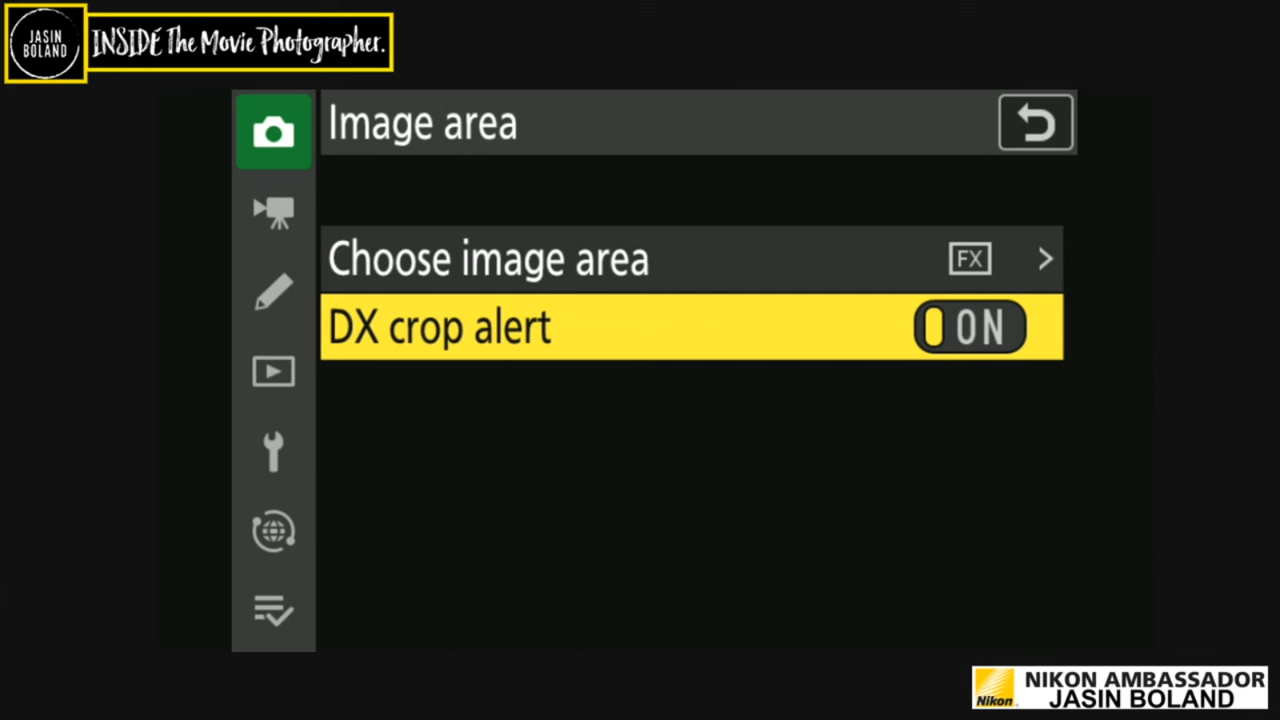 JASIN
BOLAND
INSIDE The Movie Photographer.
Image area
Choose image area FX
DX crop alert ON
Nikon
NIKON AMBASSADOR
JASIN BOLAND